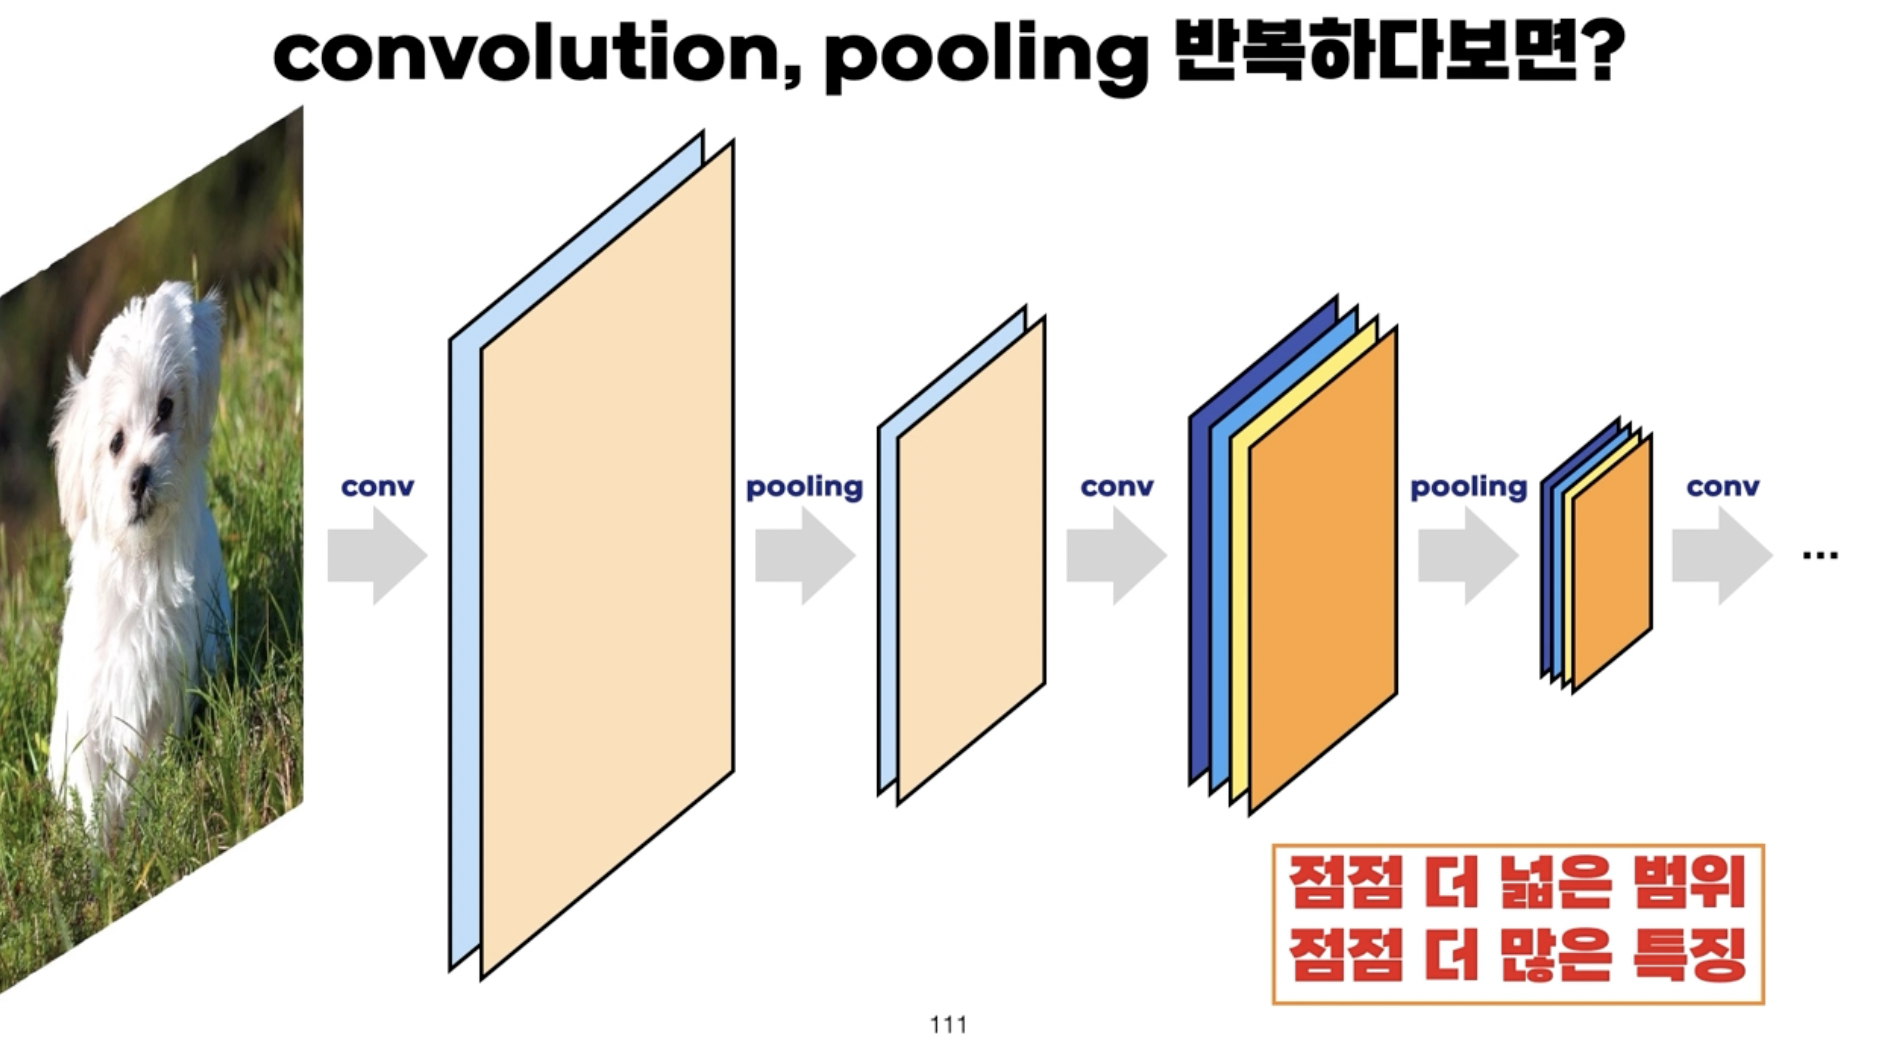 convolution, pooling 반복하다보면?
conv
pooling
conv
pooling
conv
...
점점 더 넓은 범위
점점 더 많은 특징
111